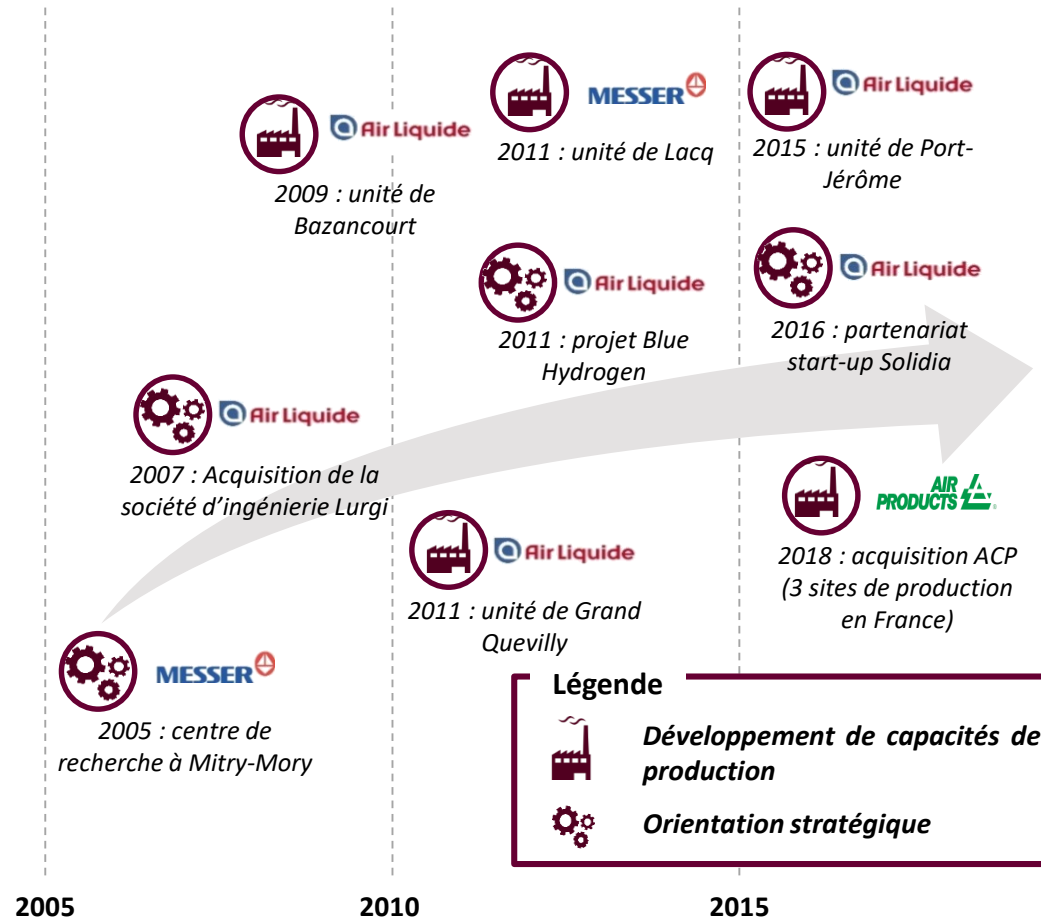 Air Liquide
2009 : unité de
Bazancourt
MESSER
2011 : unité de Lacq
Air Liquide
2015 : unité de Port-
Jérôme
Air Liquide
2011 : projet Blue
Hydrogen
Air Liquide
2016 : partenariat
start-up Solidia
Air Liquide
2007 : Acquisition de la
société d’ingénierie Lurgi
Air Liquide
2011 : unité de Grand
Quevilly
AIR
PRODUCTS
2018 : acquisition ACP
(3 sites de production
en France)
MESSER
2005 : centre de
recherche à Mitry-Mory
Légende
Développement de capacités de
production
Orientation stratégique
2005
2010
2015